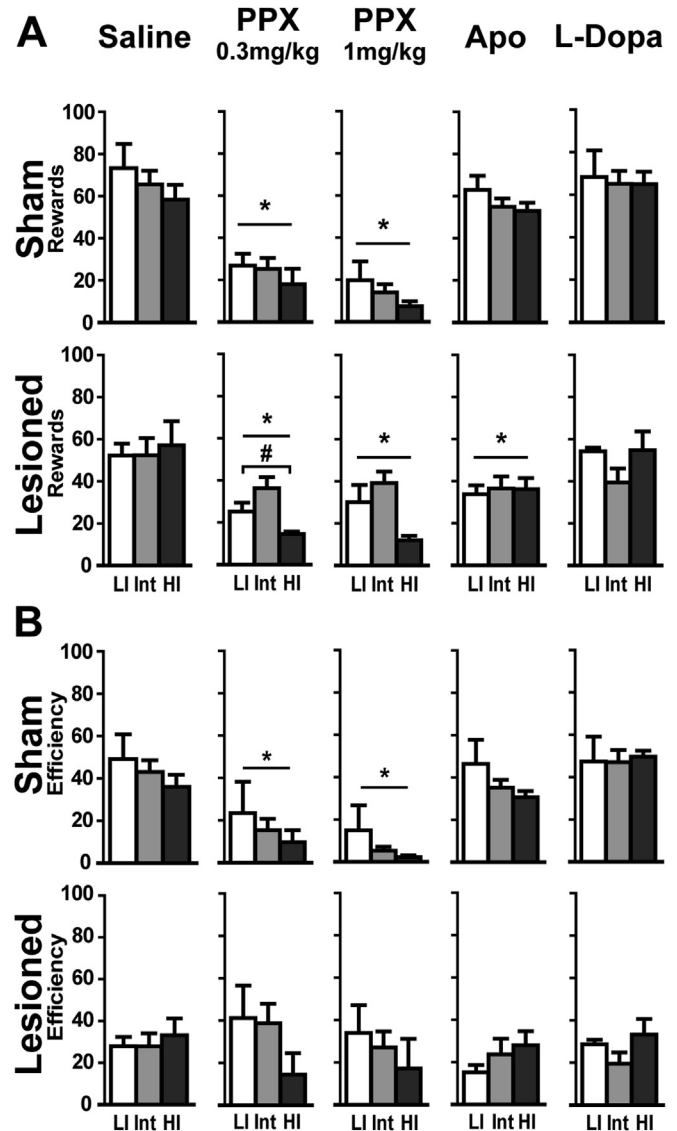 A
Saline
PPX
0.3mg/kg
PPX
1mg/kg
Apo
L-Dopa
Sham
Rewards
100
80
60
40
20
0
*
*
Lesioned
Rewards
100
80
60
40
20
0
*
#
*
*
LI Int HI
LI Int HI
LI Int HI
LI Int HI
LI Int HI
B
Sham
Efficiency
100
80
60
40
20
0
*
*
Lesioned
Efficiency
100
80
60
40
20
0
LI Int HI
LI Int HI
LI Int HI
LI Int HI
LI Int HI